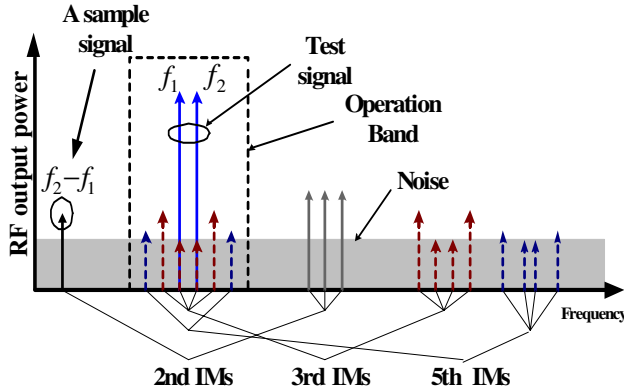 A sample
signal
Test
signal
f₁ f₂
Operation
Band
f₂−f₁
Noise
RF output power
Frequency
2nd IMs 3rd IMs 5th IMs